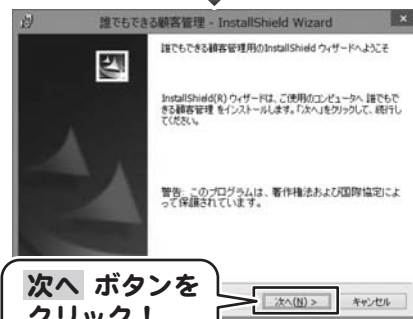 誰でもできる顧客管理 - InstallShield Wizard
誰でもできる顧客管理用のInstallShield ウィザードへようこそ
InstallShield(R) ウィザードは、ご使用のコンピュータへ 誰でもで
きる顧客管理 をインストールします。「次へ」をクリックして、続行し
てください。
警告: このプログラムは、著作権法および国際協定によ
って保護されています。
次へ ボタンを
クリック！
次へ(N) >
キャンセル